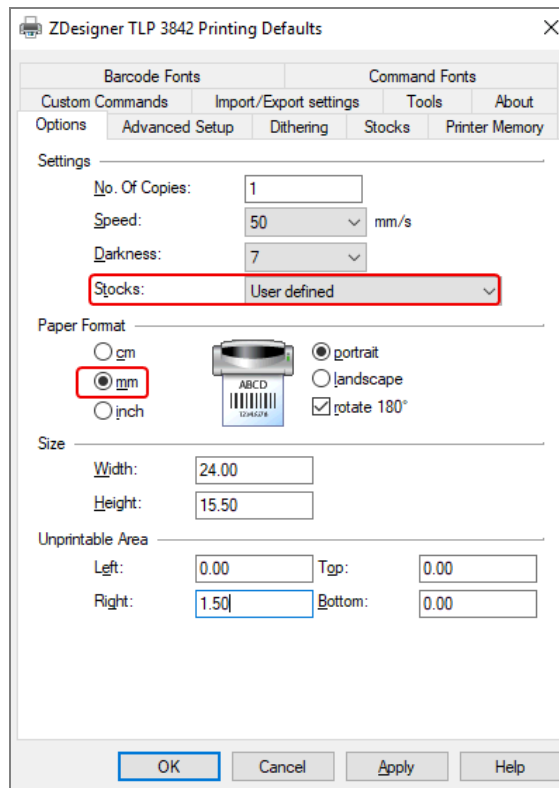 ZDesigner TLP 3842 Printing Defaults
Barcode Fonts Command Fonts
Custom Commands Import/Export settings Tools About
Options Advanced Setup Dithering Stocks Printer Memory
Settings
No. Of Copies: 1
Speed: 50 mm/s
Darkness: 7
Stocks: User defined
Paper Format
cm portrait
mm landscape
inch rotate 180°
ABCD
12345678
Size
Width: 24.00
Height: 15.50
Unprintable Area
Left: 0.00 Top: 0.00
Right: 1.50 Bottom: 0.00
OK Cancel Apply Help